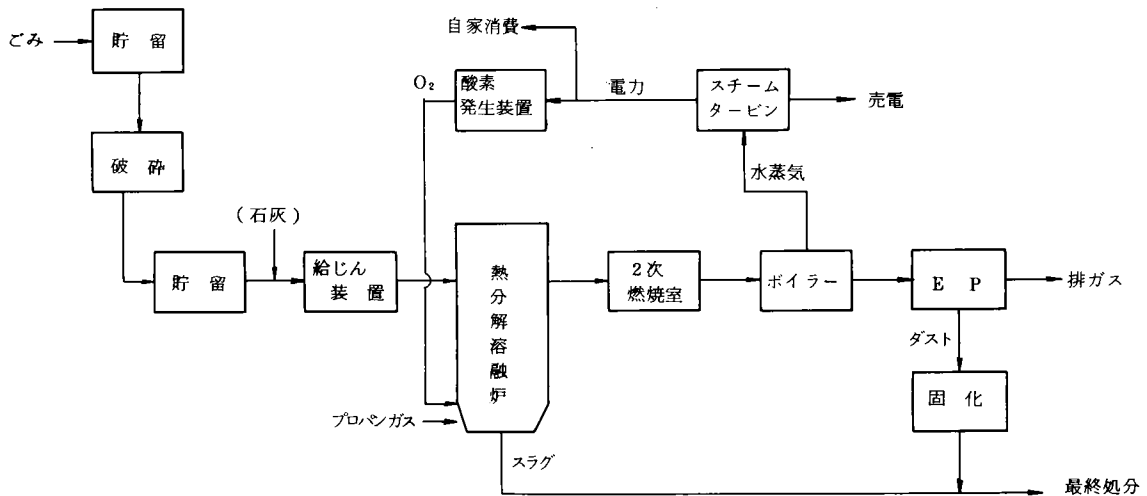 自家消費
ごみ
貯留
O₂
酸素
発生装置
電力
スチーム
タービン
売電
破砕
水蒸気
(石灰)
貯留
給じん
装置
熱分解溶融炉
2次
燃焼室
ボイラー
EP
排ガス
ダスト
固化
プロパンガス
スラグ
最終処分